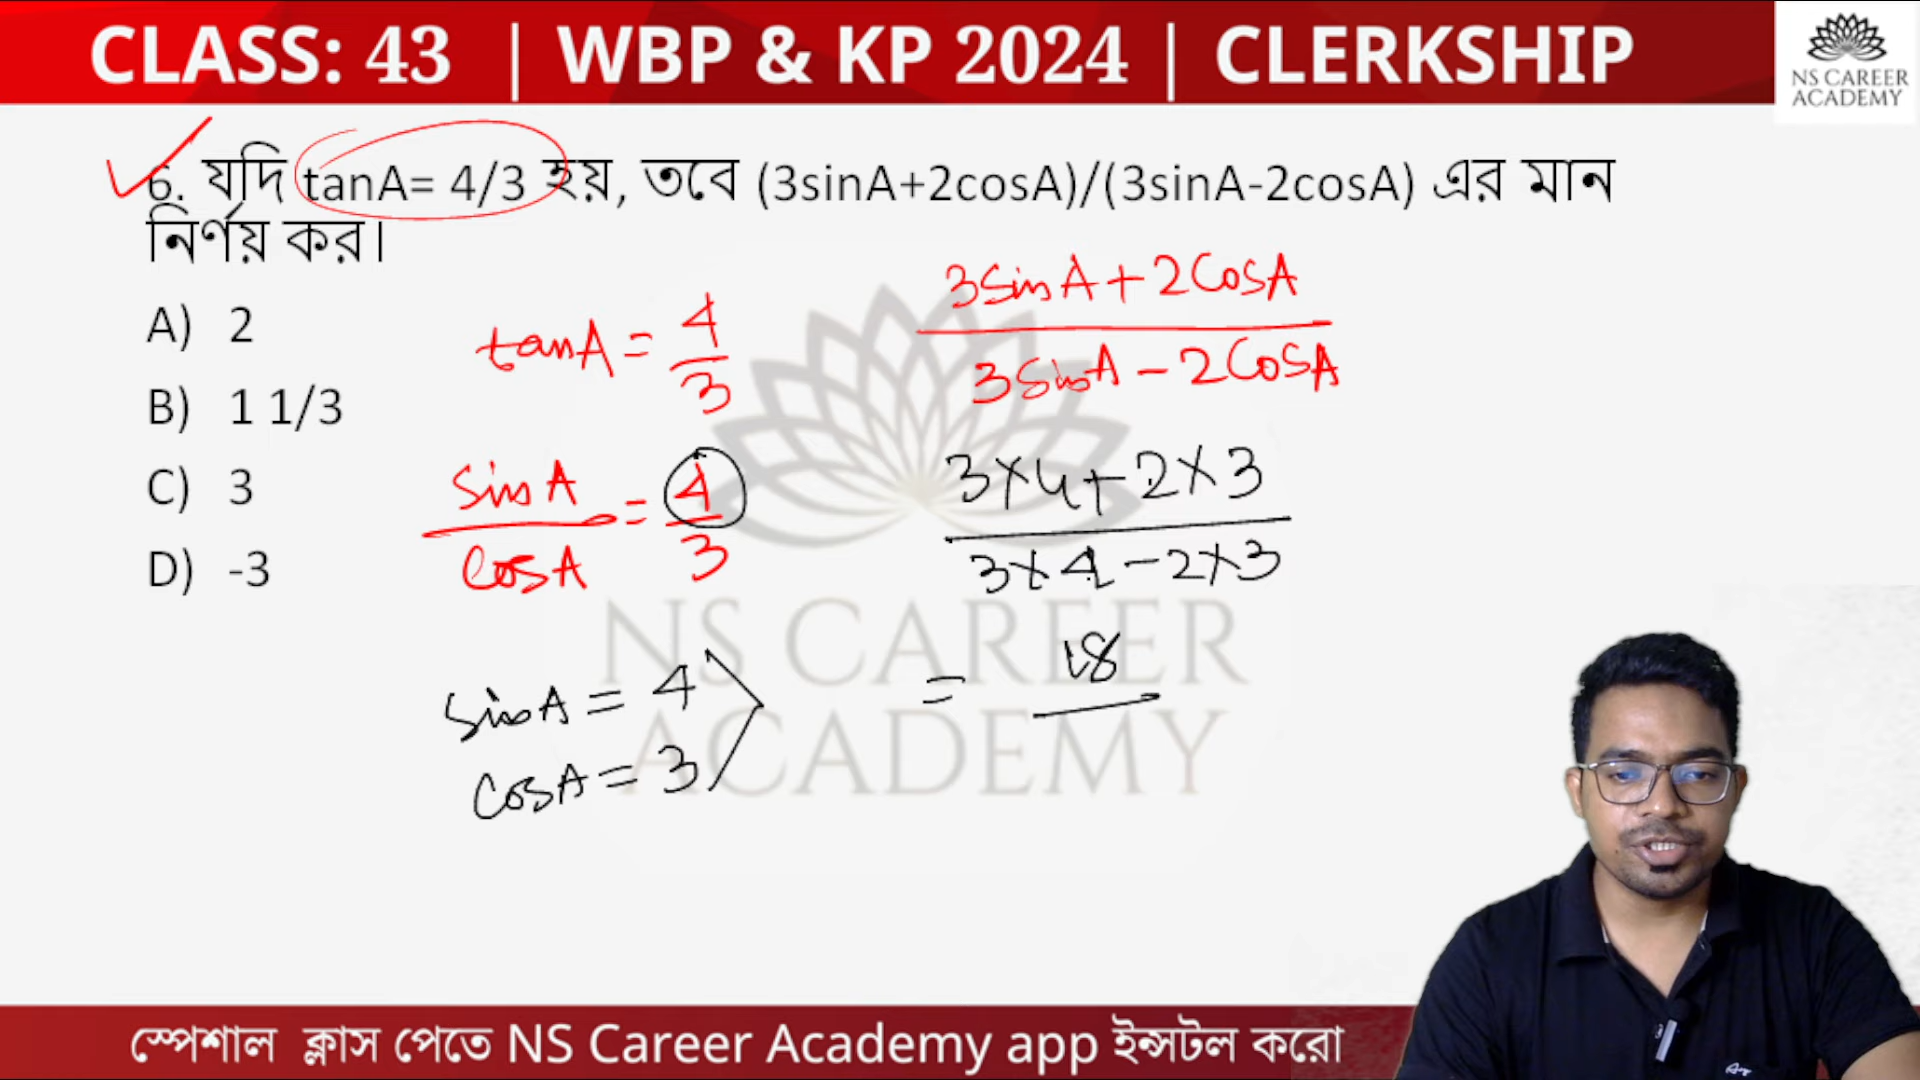 CLASS: 43 | WBP & KP 2024 | CLERKSHIP
NS CAREER
ACADEMY
6. যদি tanA= 4/3 হয়, তবে (3sinA+2cosA)/(3sinA-2cosA) এর মান
নির্ণয় কর।
A) 2
B) 1 1/3
C) 3
D) -3
tanA = 4/3
sinA/cosA = 4/3
sinA = 4
cosA = 3
3sinA+2cosA
3sinA-2cosA
3×4+2×3
3×4-2×3
= 18
NS CAREER
ACADEMY
স্পেশাল ক্লাস পেতে NS Career Academy app ইন্সটল করো